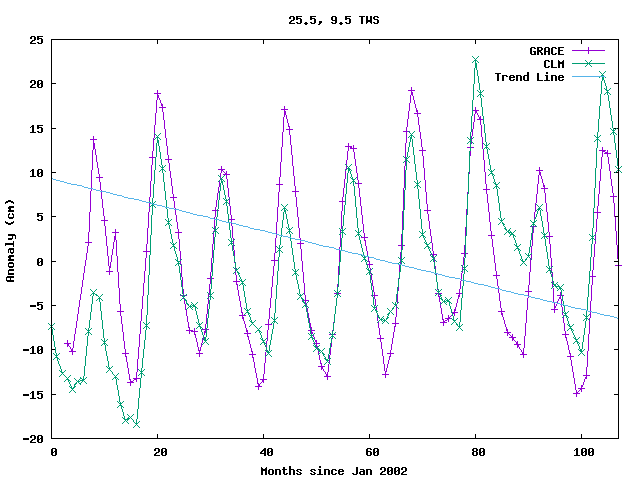 25.5, 9.5 TWS
GRACE
CLM
Trend Line
Anomaly (cm)
25
20
15
10
5
0
-5
-10
-15
-20
0 20 40 60 80 100
Months since Jan 2002